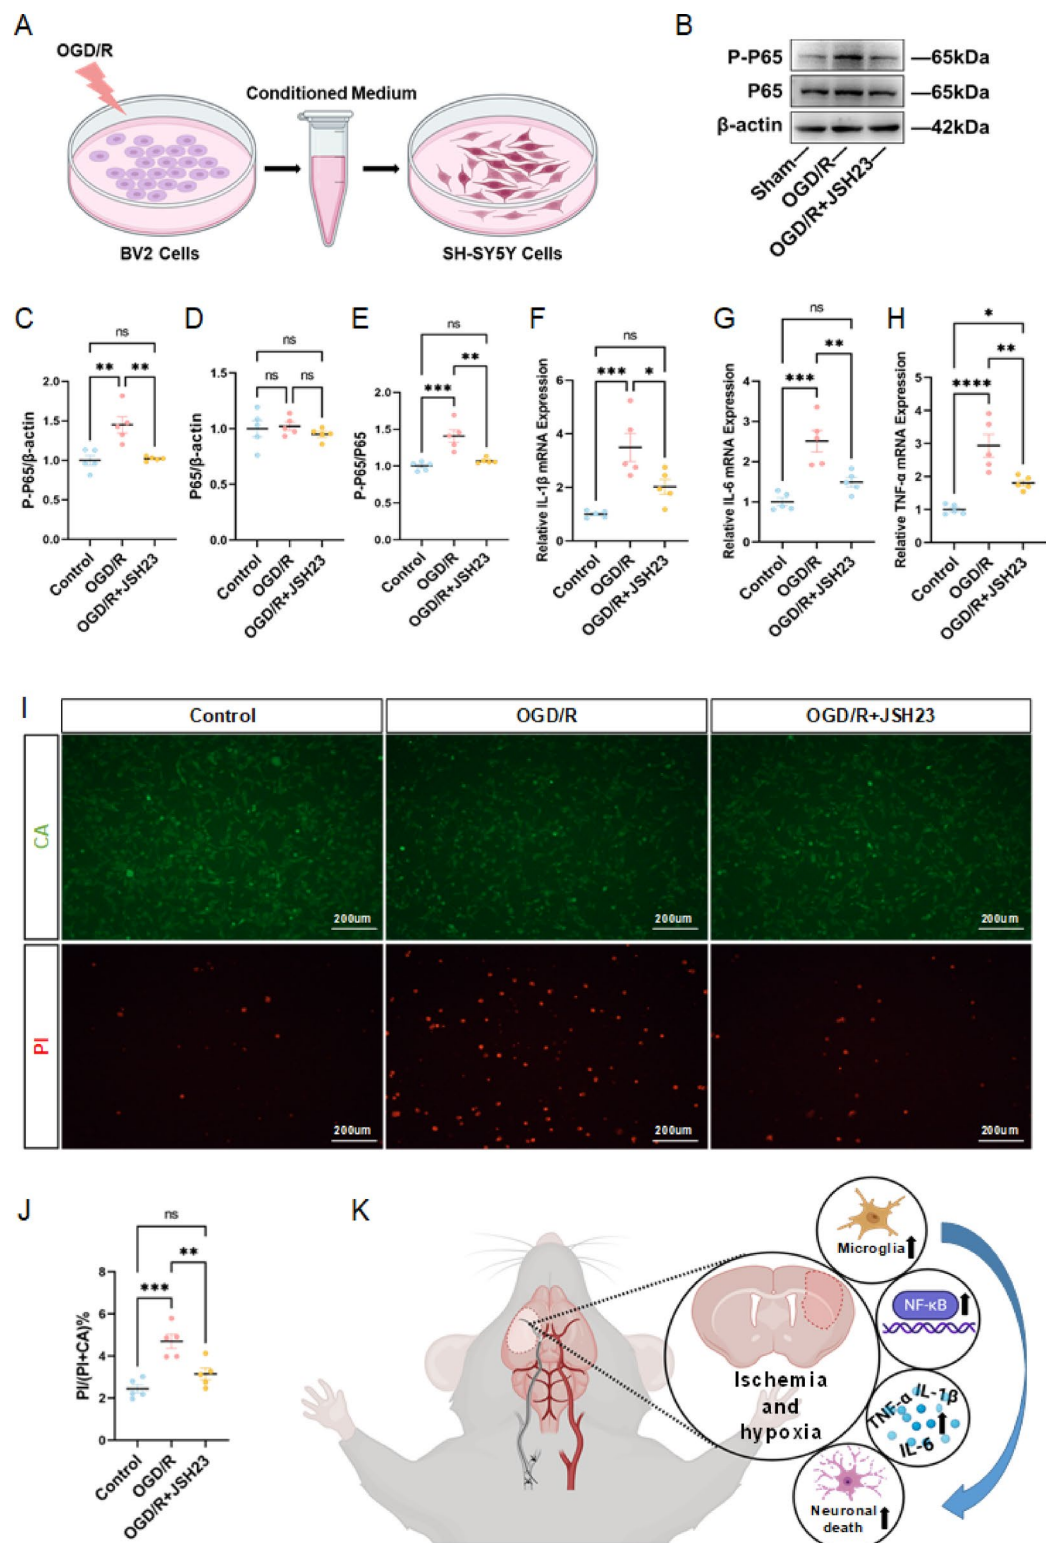 A
OGD/R
Conditioned Medium
BV2 Cells
SH-SY5Y Cells
B
P-P65
—65kDa
P65
—65kDa
β-actin
—42kDa
Sham—
OGD/R—
OGD/R+JSH23—
C
ns
** **
P-P65/β-actin
2.0
1.5
1.0
0.5
0.0
Control
OGD/R
OGD/R+JSH23
D
ns
ns ns
P65/β-actin
1.5
1.0
0.5
0.0
Control
OGD/R
OGD/R+JSH23
E
ns
**
***
P-P65/P65
2.0
1.5
1.0
0.5
0.0
Control
OGD/R
OGD/R+JSH23
F
ns
*** *
Relative IL-1β mRNA Expression
6
4
2
0
Control
OGD/R
OGD/R+JSH23
G
ns
**
***
Relative IL-6 mRNA Expression
4
3
2
1
0
Control
OGD/R
OGD/R+JSH23
H
*
**
****
Relative TNF-α mRNA Expression
5
4
3
2
1
0
Control
OGD/R
OGD/R+JSH23
I
Control
OGD/R
OGD/R+JSH23
CA
200um
200um
200um
PI
200um
200um
200um
J
ns
**
***
PI/(PI+CA)%
8
6
4
2
0
Control
OGD/R
OGD/R+JSH23
K
Ischemia
and
hypoxia
Microglia
NF-κB
TNF-α IL-1β
IL-6
Neuronal
death